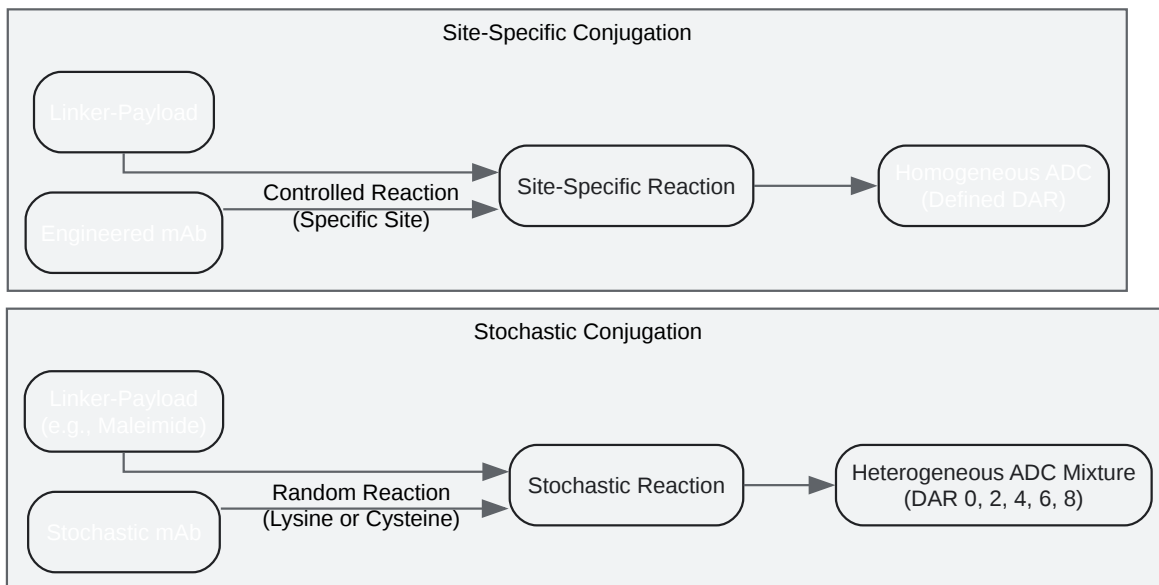 Site-Specific Conjugation
Linker-Payload
Engineered mAb
Controlled Reaction
(Specific Site)
Site-Specific Reaction
Homogeneous ADC
(Defined DAR)
Stochastic Conjugation
Linker-Payload
(e.g., Maleimide)
Stochastic mAb
Random Reaction
(Lysine or Cysteine)
Stochastic Reaction
Heterogeneous ADC Mixture
(DAR 0, 2, 4, 6, 8)